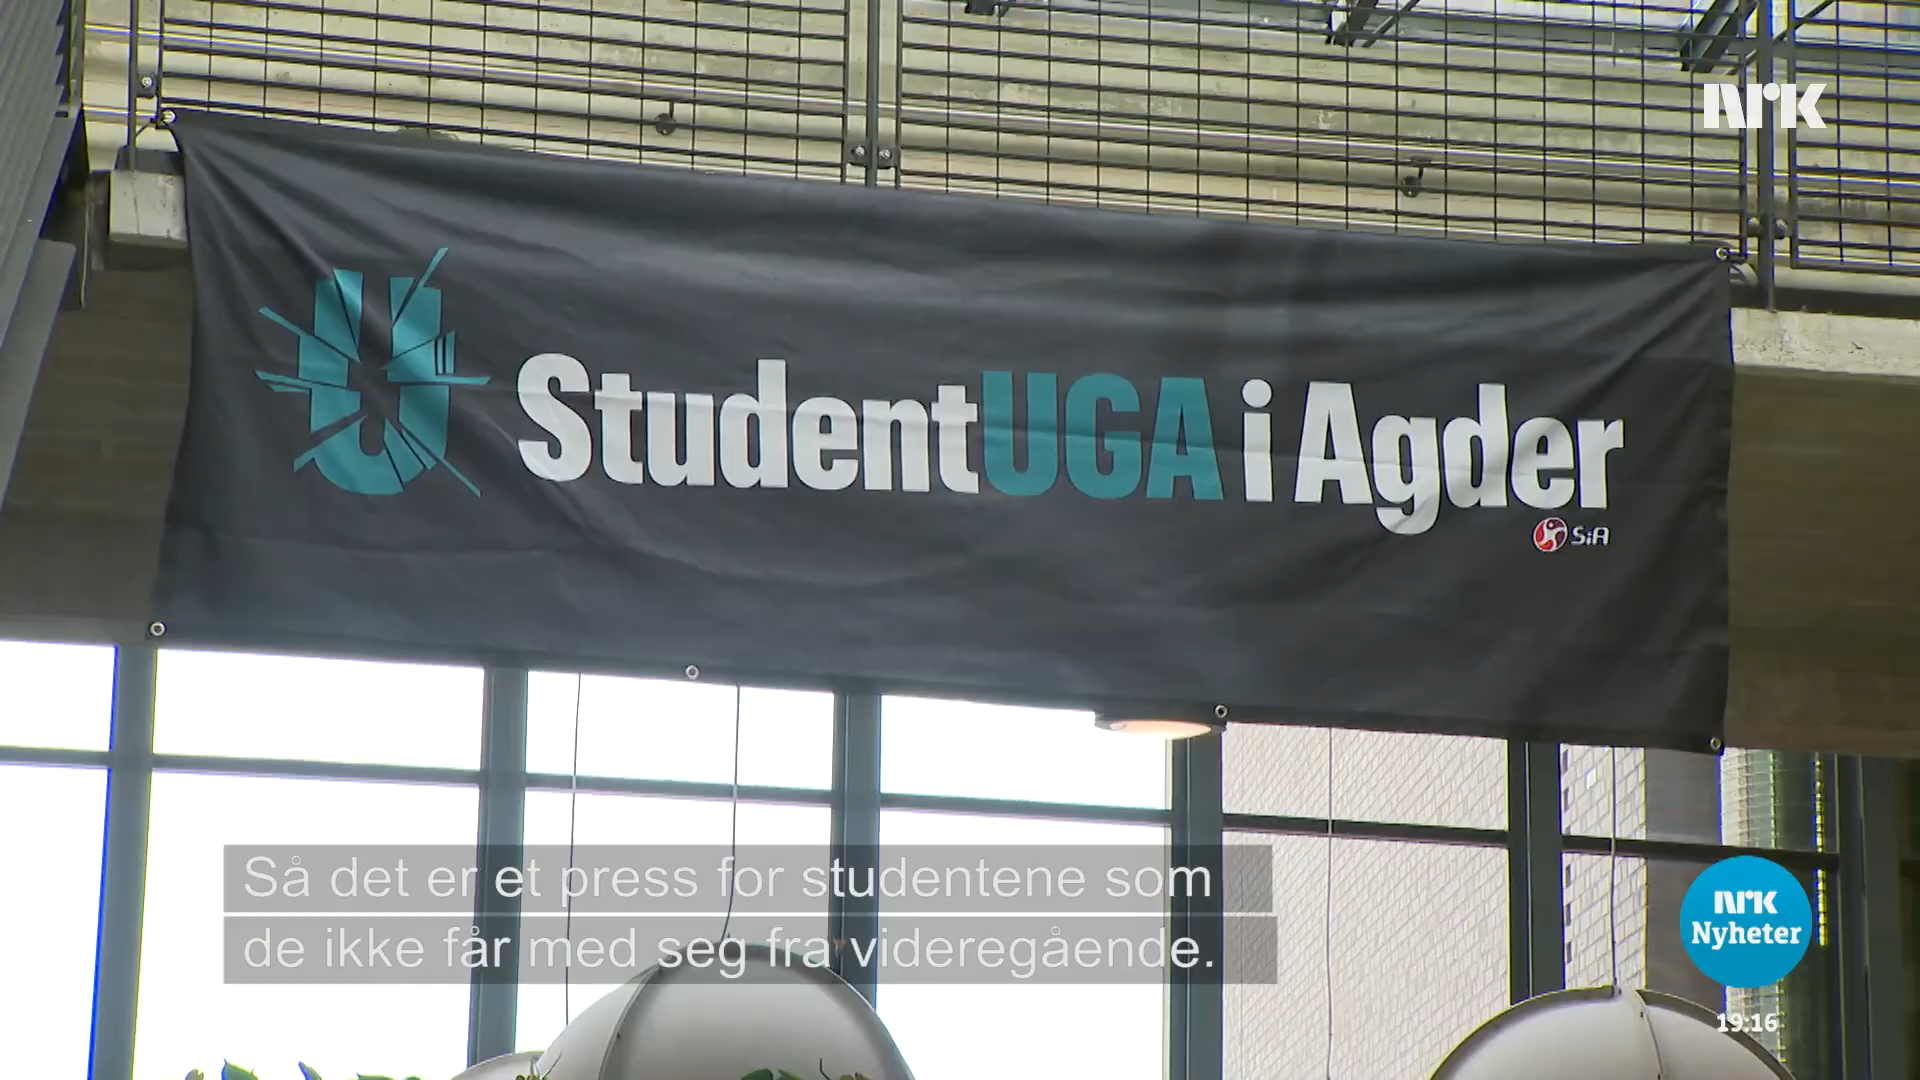 nrk
U
StudentUGA i Agder
SiA
Så det er et press for studentene som
de ikke får med seg fra videregående.
nrk
Nyheter
19:16